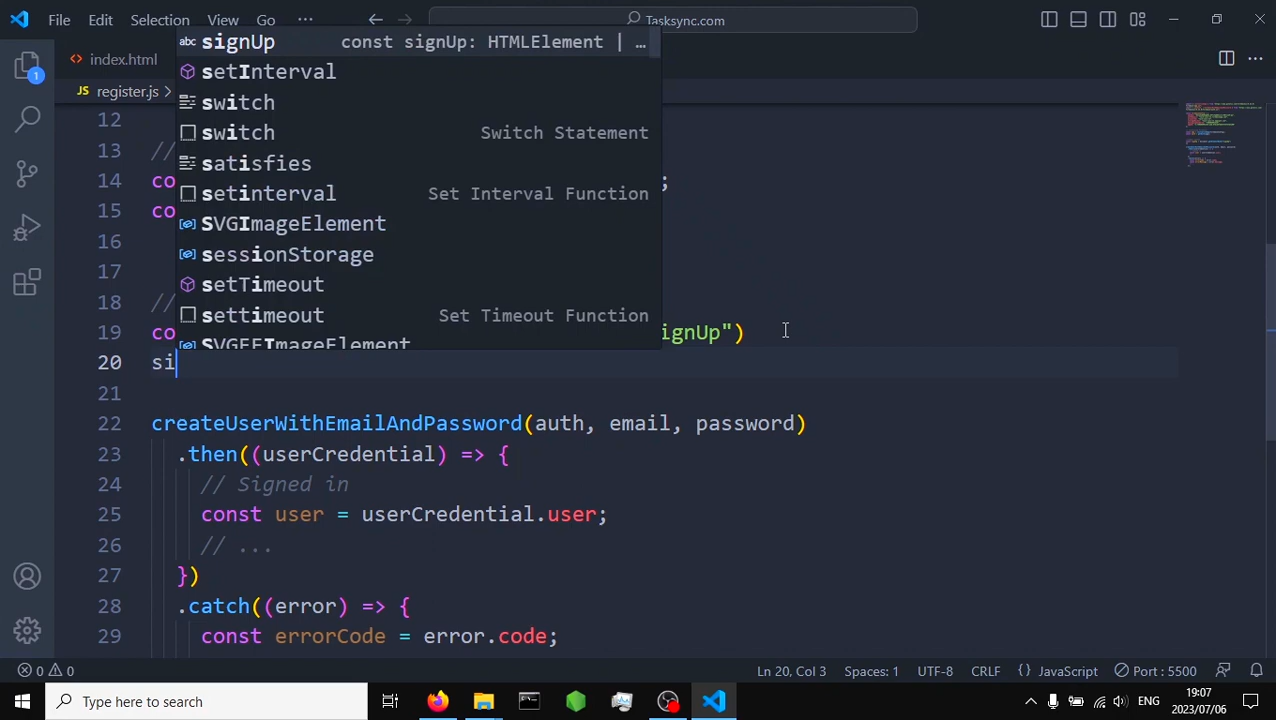 File Edit Selection View Go ··· Tasksync.com
index.html
register.js
1
signUp const signUp: HTMLElement | …
setInterval
switch
switch Switch Statement
satisfies
setinterval Set Interval Function
SVGImageElement
sessionStorage
setTimeout
settimeout Set Timeout Function
SVGFEImageElement
12
13 //
14 co ;
15 co
16
17
18 //
19 co ignUp")
20 si
21
22 createUserWithEmailAndPassword(auth, email, password)
23 .then((userCredential) => {
24 // Signed in
25 const user = userCredential.user;
26 // ...
27 })
28 .catch((error) => {
29 const errorCode = error.code;
0 0 Ln 20, Col 3 Spaces: 1 UTF-8 CRLF {} JavaScript Port : 5500
Type here to search ENG 19:07
2023/07/06